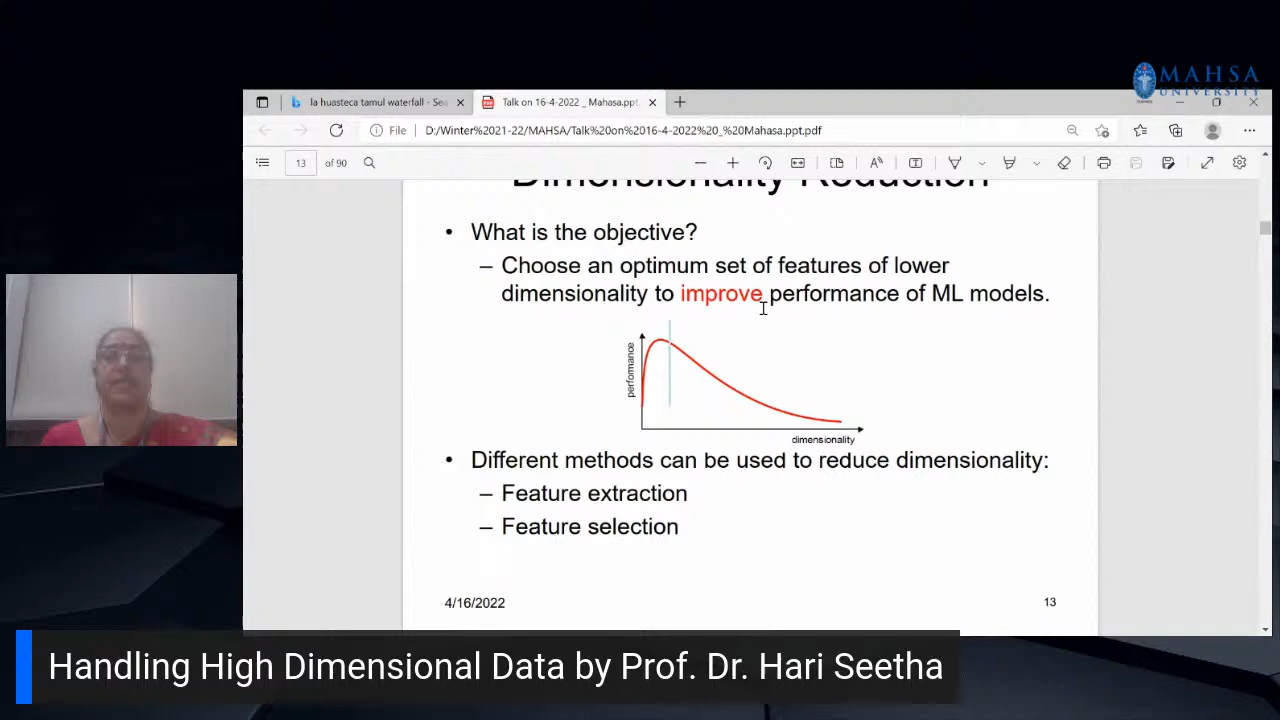 MAHSA
UNIVERSITY
la huasteca tamul waterfall - Sea
Talk on 16-4-2022 _ Mahasa.ppt.
File
D:/Winter%2021-22/MAHSA/Talk%20on%2016-4-2022%20_%20Mahasa.ppt.pdf
13 of 90
Dimensionality Reduction
• What is the objective?
– Choose an optimum set of features of lower
dimensionality to improve performance of ML models.
performance
dimensionality
• Different methods can be used to reduce dimensionality:
– Feature extraction
– Feature selection
4/16/2022
13
Handling High Dimensional Data by Prof. Dr. Hari Seetha